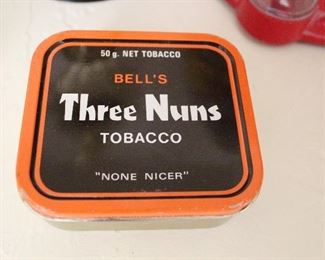 50 g. NET TOBACCO
BELL'S
Three Nuns
TOBACCO
"NONE NICER"